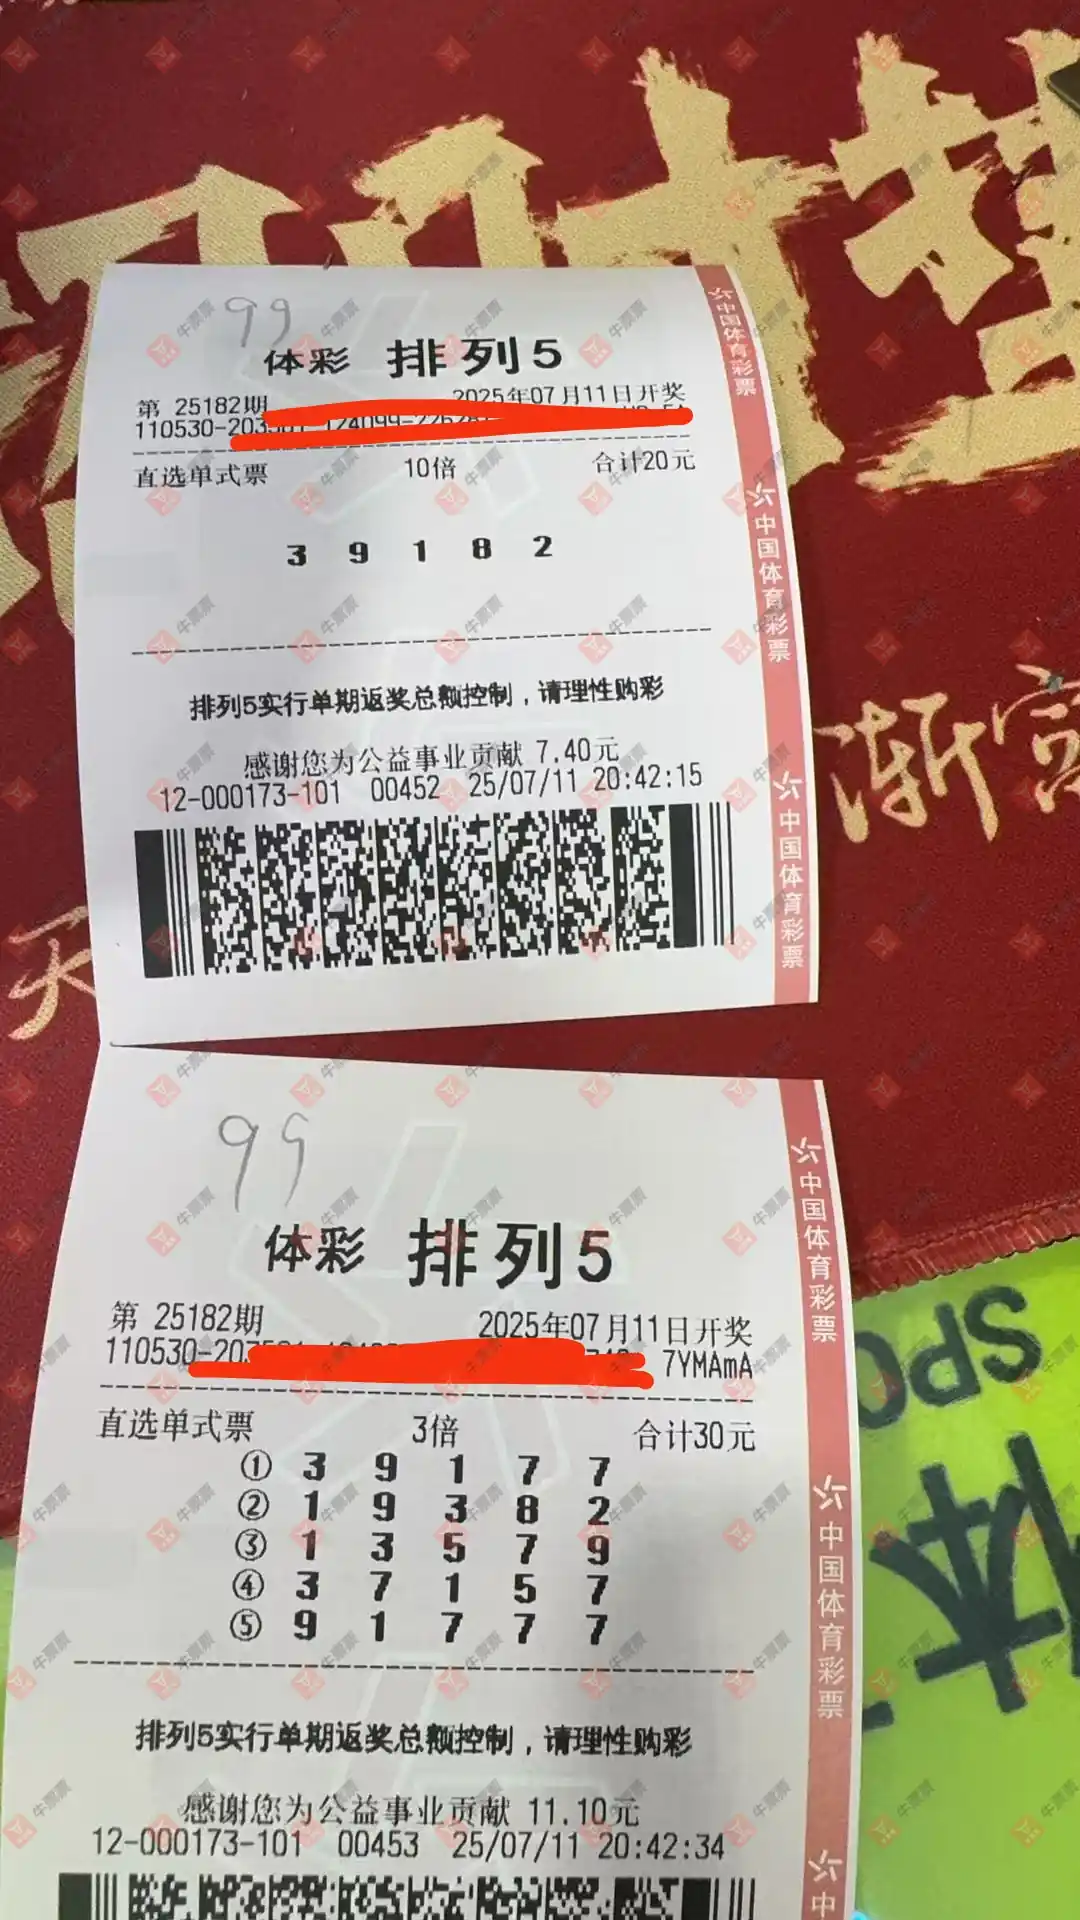 99
体彩 排列5
第 25182期 2025年07月11日开奖
110530-203
直选单式票 10倍 合计20元
3 9 1 8 2
排列5实行单期返奖总额控制，请理性购彩
感谢您为公益事业贡献 7.40元
12-000173-101 00452 25/07/11 20:42:15
中国体育彩票
中国体育彩票
中国体育彩票
渐
天
99
体彩 排列5
第 25182期 2025年07月11日开奖
110530-203 7YMAmA
直选单式票 3倍 合计30元
① 3 9 1 7 7
② 1 9 3 8 2
③ 1 3 5 7 9
④ 3 7 1 5 7
⑤ 9 1 7 7 7
排列5实行单期返奖总额控制，请理性购彩
感谢您为公益事业贡献 11.10元
12-000173-101 00453 25/07/11 20:42:34
中国体育彩票
中国体育彩票
中
SPO
体
牛票票